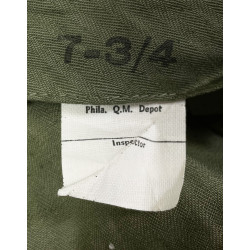 7-3/4
Phila. Q.M. Depot
Inspector